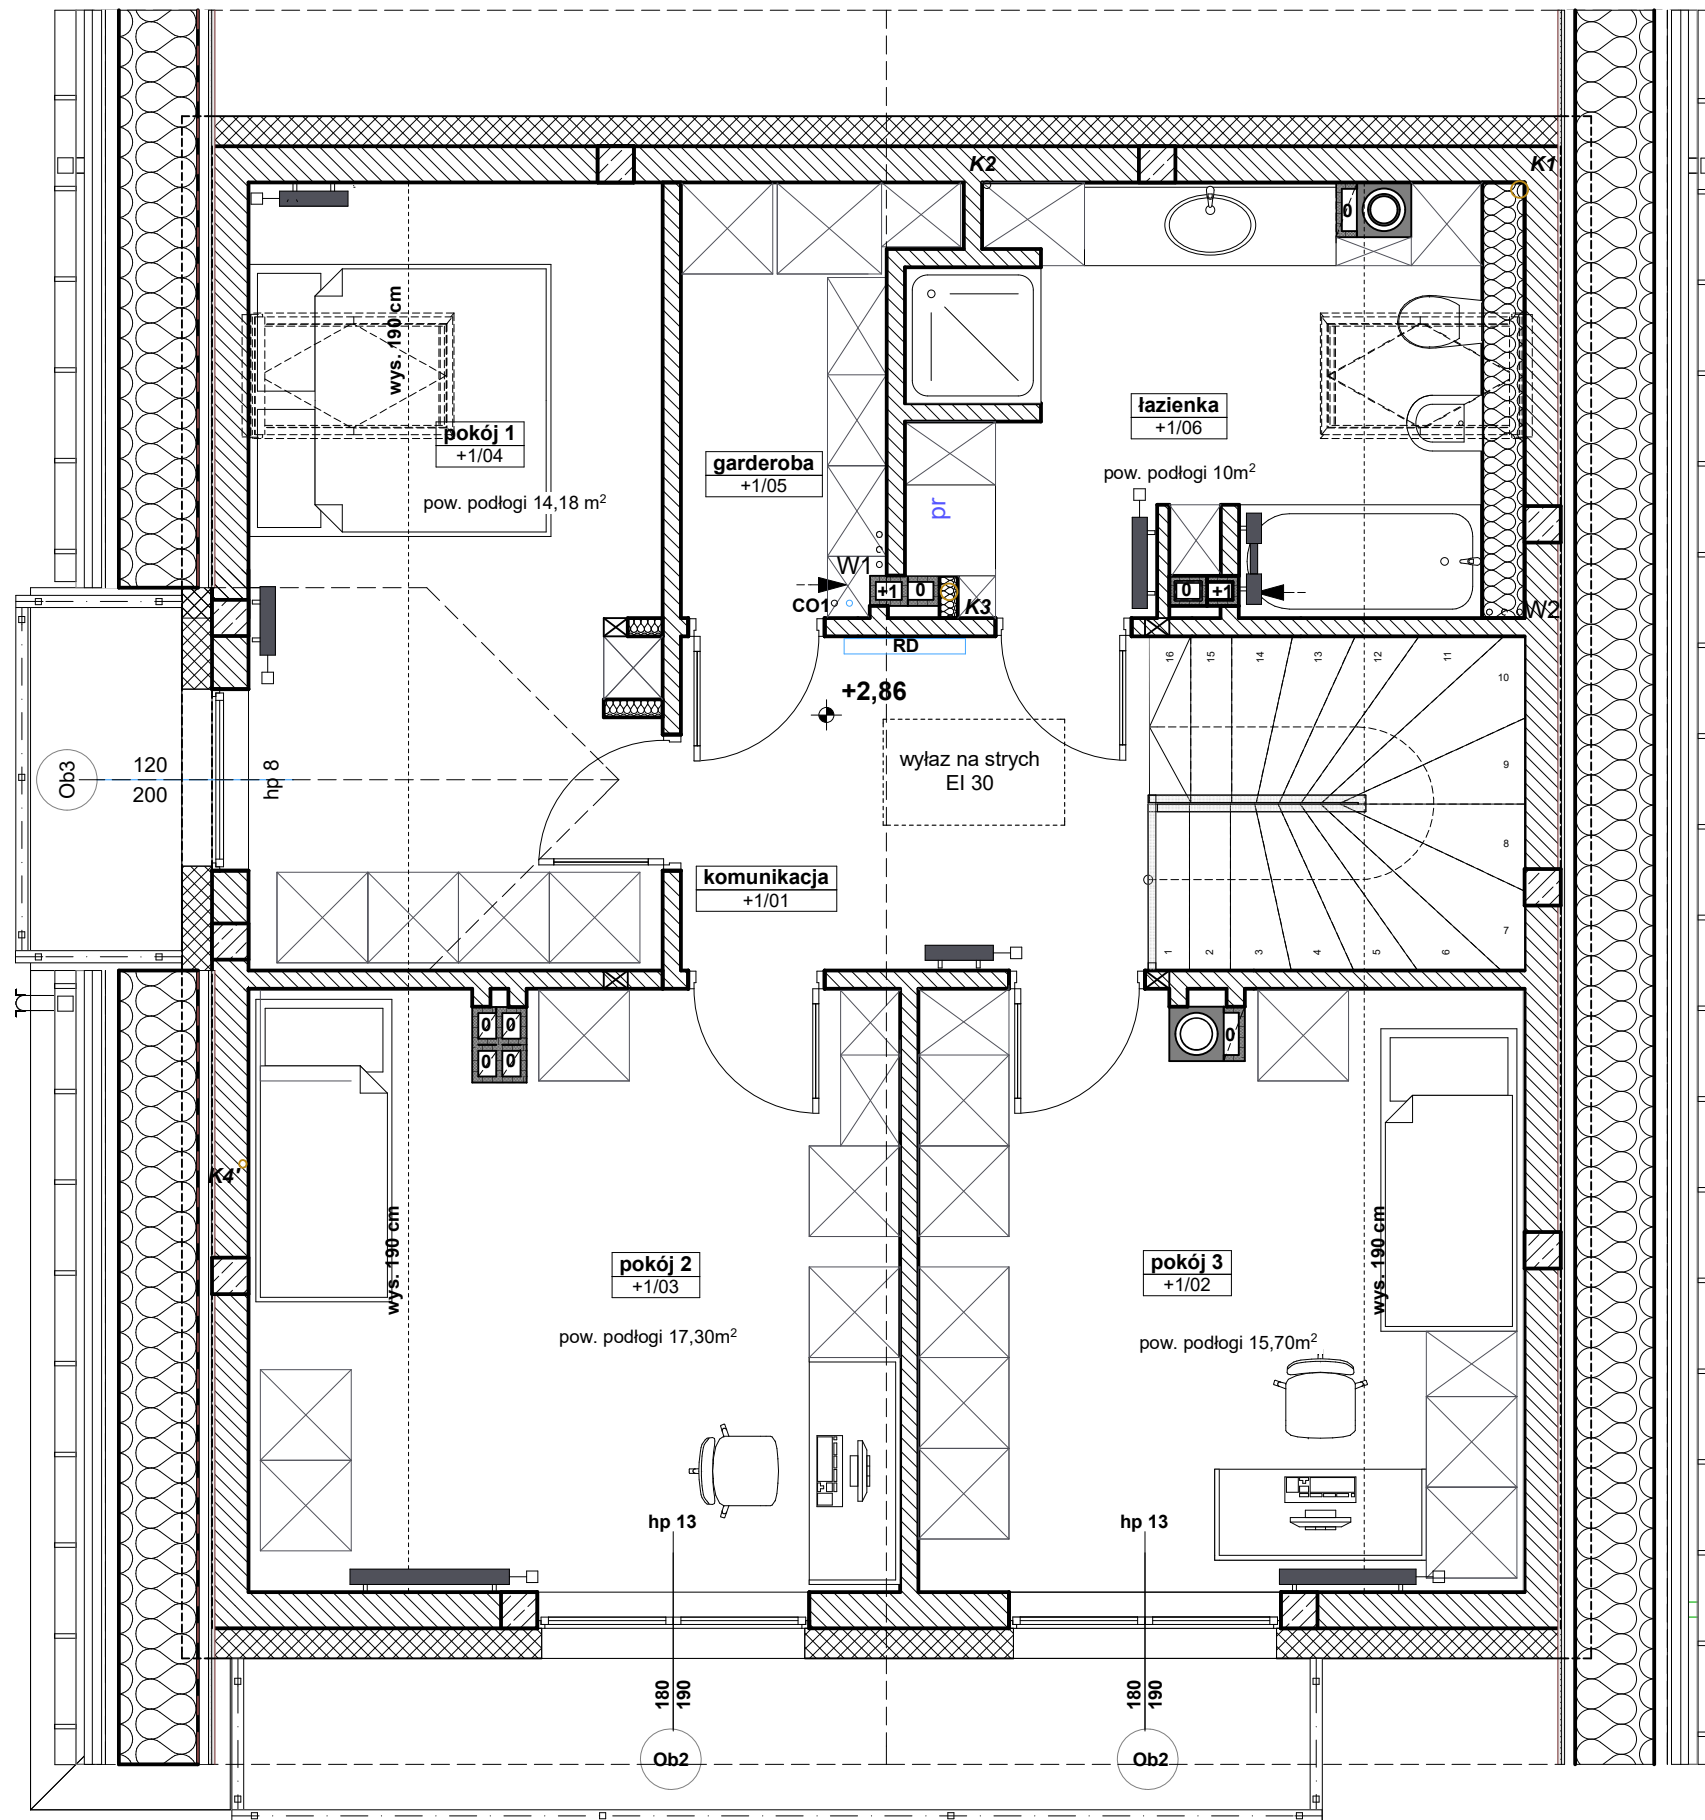 K2
K1
0
wys. 190 cm
pokój 1
+1/04
pow. podłogi 14,18 m²
garderoba
+1/05
łazienka
+1/06
pow. podłogi 10m²
pr
W1
CO1
+1
0
K3
0
+1
W2
RD
+2,86
wyłaz na strych
EI 30
16
15
14
13
12
11
10
9
8
7
6
5
4
3
2
1
Ob3
120
200
hp 8
komunikacja
+1/01
0
0
0
0
0
K4'
wys. 190 cm
pokój 2
+1/03
pow. podłogi 17,30m²
pokój 3
+1/02
pow. podłogi 15,70m²
wys. 190 cm
hp 13
hp 13
180
190
180
190
Ob2
Ob2